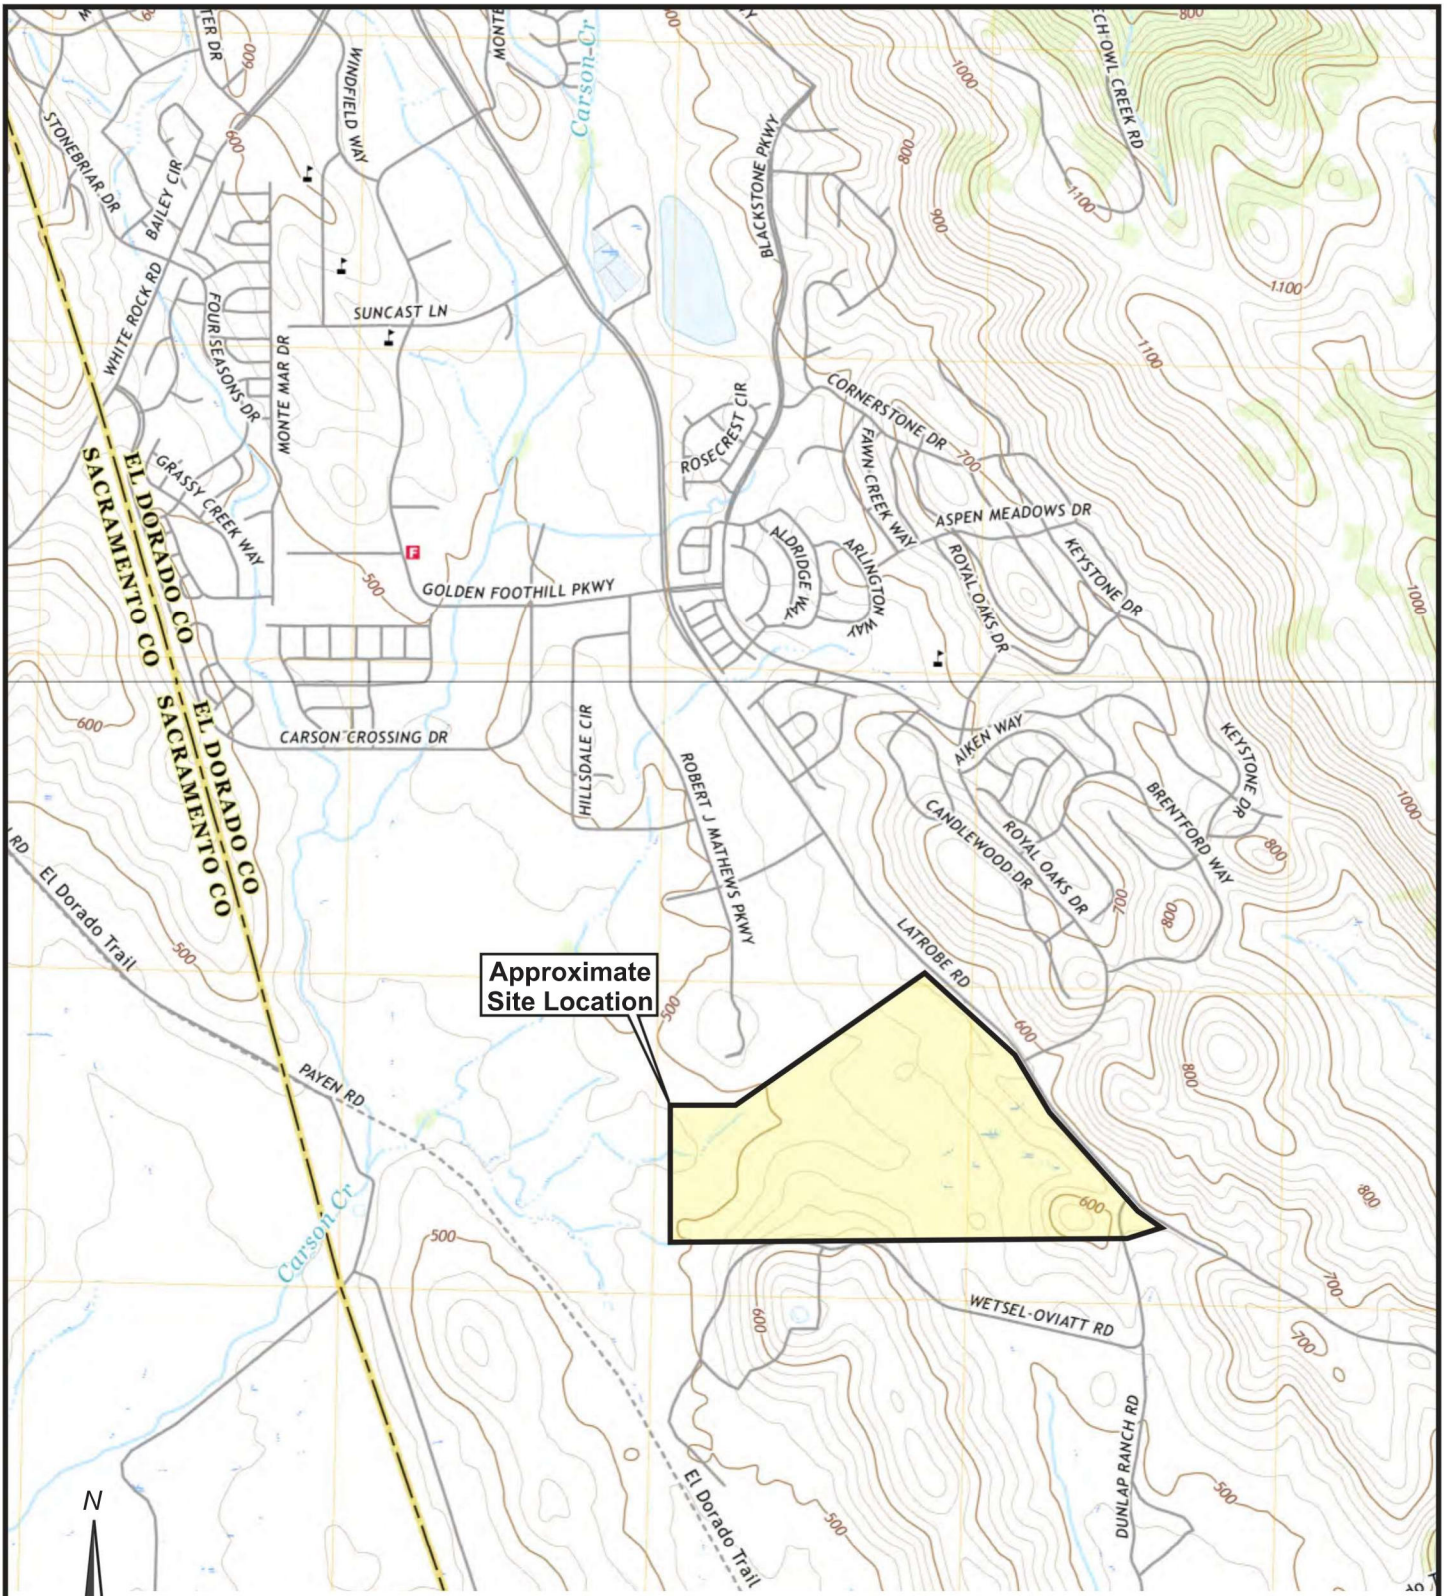 800
600
TER DR
MONTE
ECH OWL CREEK RD
Carson Cr
WINDFIELD WAY
600
1000
STONEBRIAR DR
600
BAILEY CIR
BLACKSTONE PKWY
800
1100
900
WHITE ROCK RD
1100
SUNCAST LN
FOUR SEASONS DR
MONTE MAR DR
1100
CORNERSTONE DR
ROSECREST CIR
FAWN CREEK WAY
700
EL DORADO CO
SACRAMENTO CO
GRASSY CREEK WAY
ASPEN MEADOWS DR
ALDRIDGE WAY
ARLINGTON WAY
ROYAL OAKS DR
KEYSTONE DR
F
500
GOLDEN FOOTHILL PKWY
1000
600
EL DORADO CO
SACRAMENTO CO
CARSON CROSSING DR
HILLSDALE CIR
AIKEN WAY
KEYSTONE DR
ROBERT J MATHEWS PKWY
BRENTFORD WAY
1000
CANDLEWOOD DR
ROYAL OAKS DR
800
RD
El Dorado Trail
700
800
500
LATROBE RD
Approximate
Site Location
500
600
800
PAYEN RD
800
600
Carson Cr
500
700
WETSEL-OVIATT RD
600
700
DUNLAP RANCH RD
500
El Dorado Trail
500
N